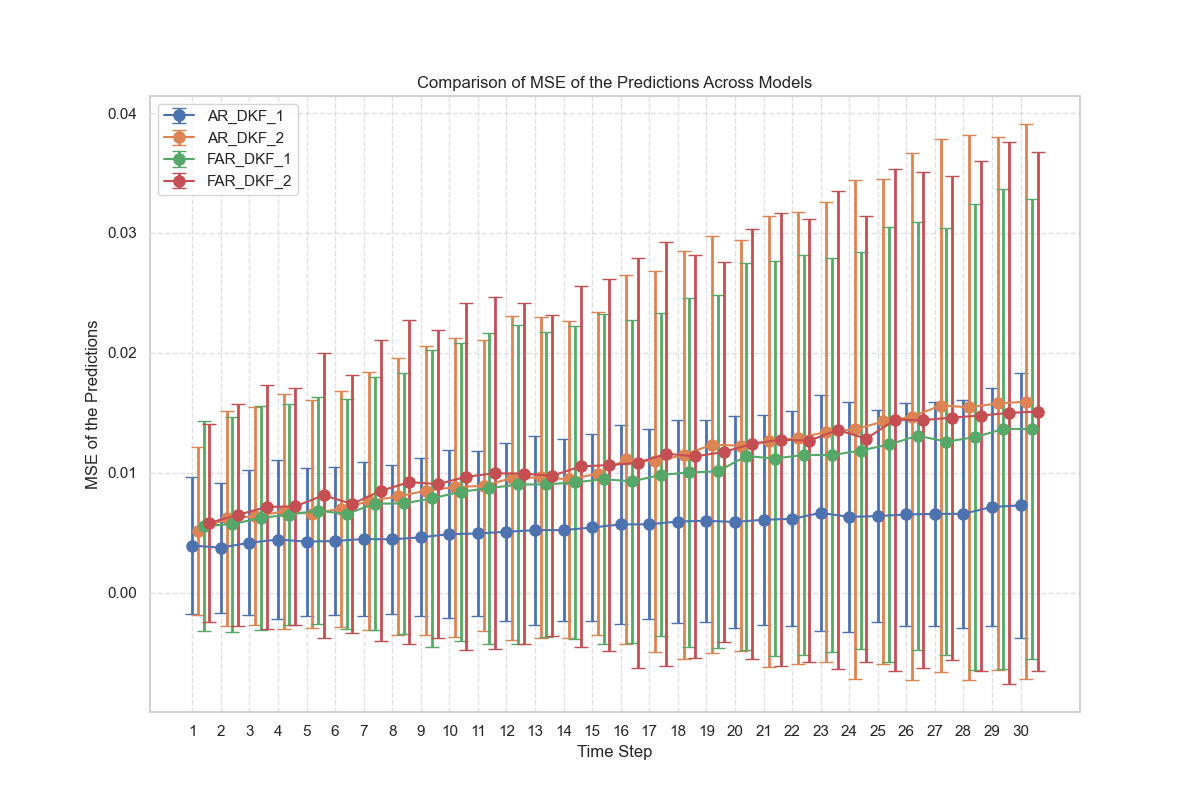 Comparison of MSE of the Predictions Across Models
AR_DKF_1
AR_DKF_2
FAR_DKF_1
FAR_DKF_2
MSE of the Predictions
0.04
0.03
0.02
0.01
0.00
1 2 3 4 5 6 7 8 9 10 11 12 13 14 15 16 17 18 19 20 21 22 23 24 25 26 27 28 29 30
Time Step